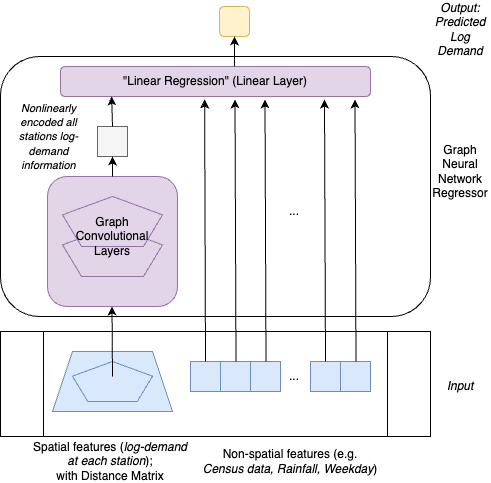 Output:
Predicted
Log
Demand
"Linear Regression" (Linear Layer)
Nonlinearly
encoded all
stations log-
demand
information
Graph
Neural
Network
Regressor
...
Graph
Convolutional
Layers
...
Input
Spatial features (log-demand
at each station);
with Distance Matrix
Non-spatial features (e.g.
Census data, Rainfall, Weekday)